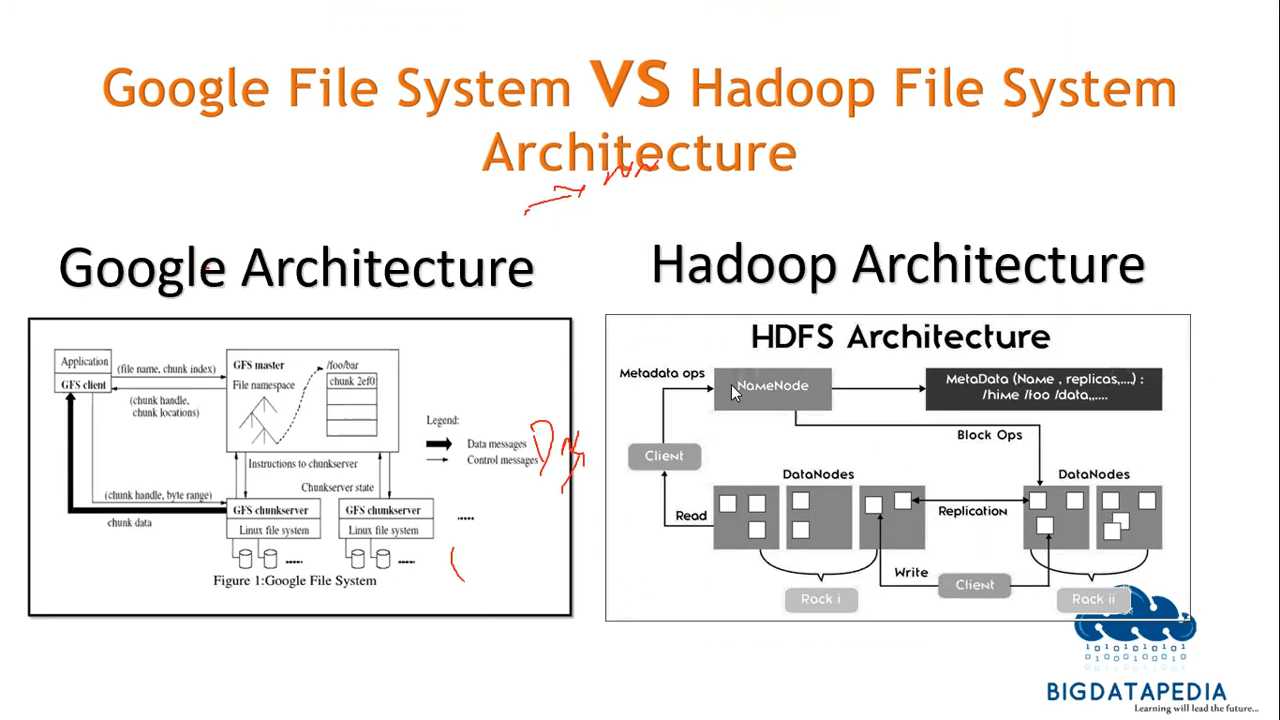 Google File System VS Hadoop File System
Architecture
Google Architecture
Application
GFS client
(file name, chunk index)
(chunk handle,
chunk locations)
GFS master
File namespace
/foo/bar
chunk 2ef0
Legend:
Data messages
Control messages
Instructions to chunkserver
Chunkserver state
(chunk handle, byte range)
chunk data
GFS chunkserver
Linux file system
GFS chunkserver
Linux file system
Figure 1:Google File System
Hadoop Architecture
HDFS Architecture
Metadata ops
NameNode
MetaData (Name , replicas,...) :
/hime /foo /data,,....
Block Ops
Client
DataNodes
DataNodes
Read
Replication
Write
Client
Rack i
Rack ii
BIGDATAPEDIA
Learning will lead the future...